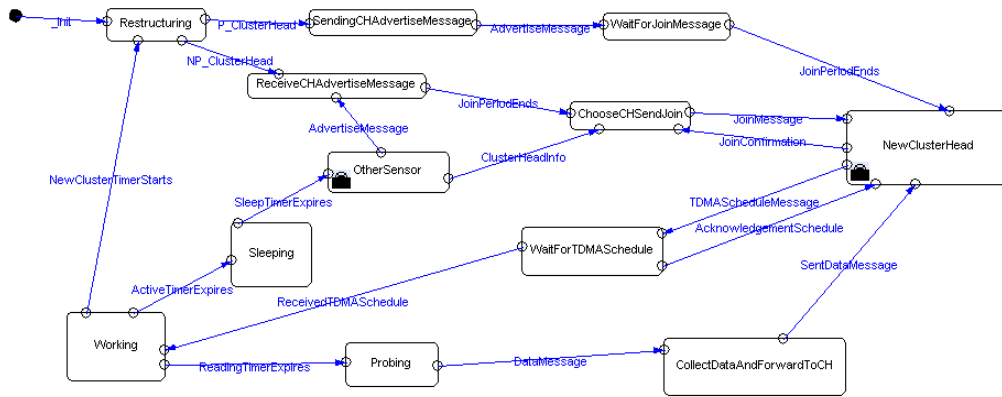 _Init
Restructuring
P_ClusterHead
SendingCHAdvertiseMessage
AdvertiseMessage
WaitForJoinMessage
NP_ClusterHead
JoinPeriodEnds
ReceiveCHAdvertiseMessage
JoinPeriodEnds
ChooseCHSendJoin
JoinMessage
AdvertiseMessage
JoinConfirmation
NewClusterHead
ClusterHeadInfo
OtherSensor
NewClusterTimerStarts
SleepTimerExpires
TDMAScheduleMessage
AcknowledgementSchedule
Sleeping
WaitForTDMASchedule
SentDataMessage
ActiveTimerExpires
ReceivedTDMASchedule
Working
ReadingTimerExpires
Probing
DataMessage
CollectDataAndForwardToCH